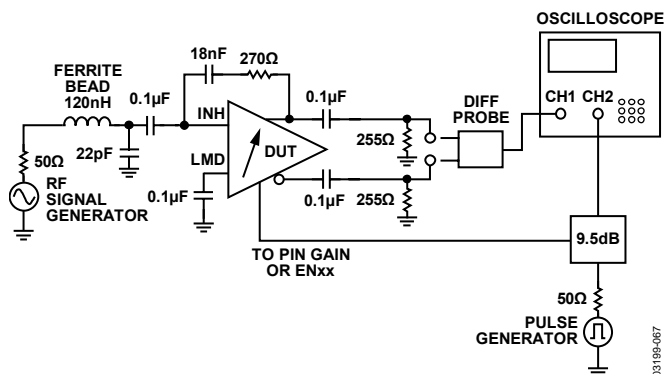 OSCILLOSCOPE
CH1 CH2
18nF
270Ω
FERRITE
BEAD
120nH
0.1µF
INH
0.1µF
DIFF
PROBE
255Ω
50Ω
22pF
LMD
DUT
RF
SIGNAL
GENERATOR
0.1µF
0.1µF
255Ω
9.5dB
TO PIN GAIN
OR ENxx
50Ω
PULSE
GENERATOR
03199-067